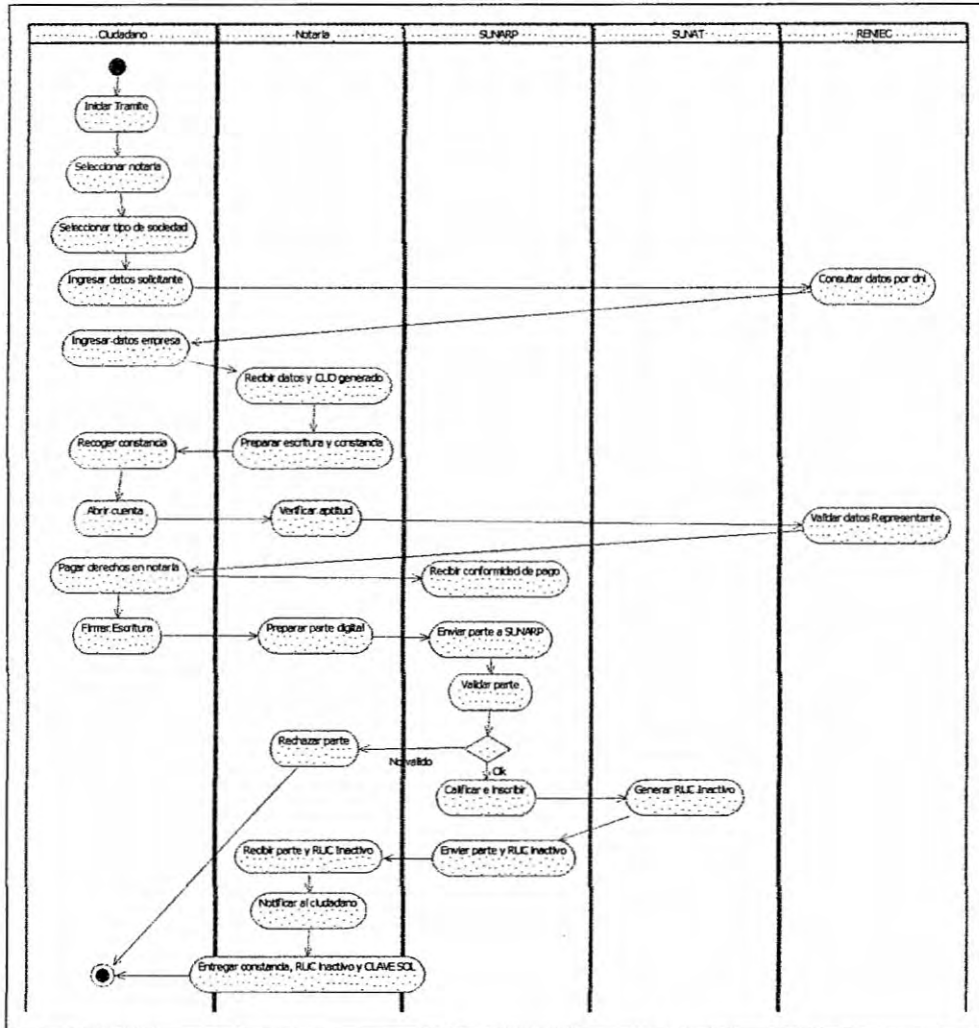 Ciudadano Notaría SUNARP SUNAT RENIEC
Iniciar Tramite
Seleccionar notaría
Seleccionar tipo de sociedad
Ingresar datos solicitante Consultar datos por dni
Ingresar datos empresa
Recibir datos y CUO generado
Recoger constancia Preparar escritura y constancia
Abrir cuenta Verificar aptitud Validar datos Representante
Pagar derechos en notaría Recibir conformidad de pago
Firmar Escritura Preparar parte digital Enviar parte a SUNARP
Validar parte
Rechazar parte
No valido Ok
Calificar e Inscribir Generar RUC Inactivo
Recibir parte y RUC Inactivo Enviar parte y RUC Inactivo
Notificar al ciudadano
Entregar constancia, RUC Inactivo y CLAVE SOL